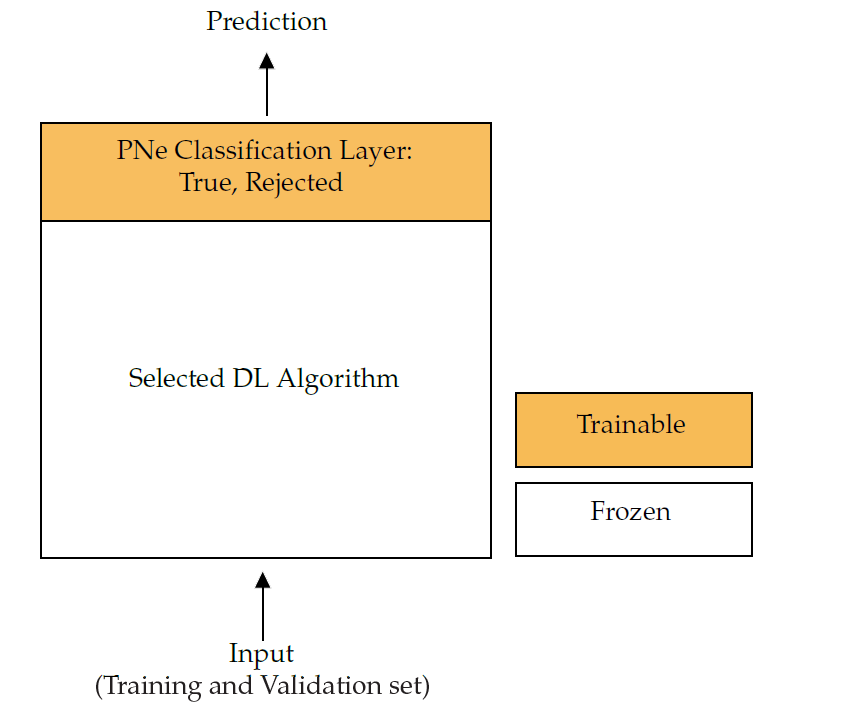 Prediction
PNe Classification Layer:
True, Rejected
Selected DL Algorithm
Trainable
Frozen
Input
(Training and Validation set)